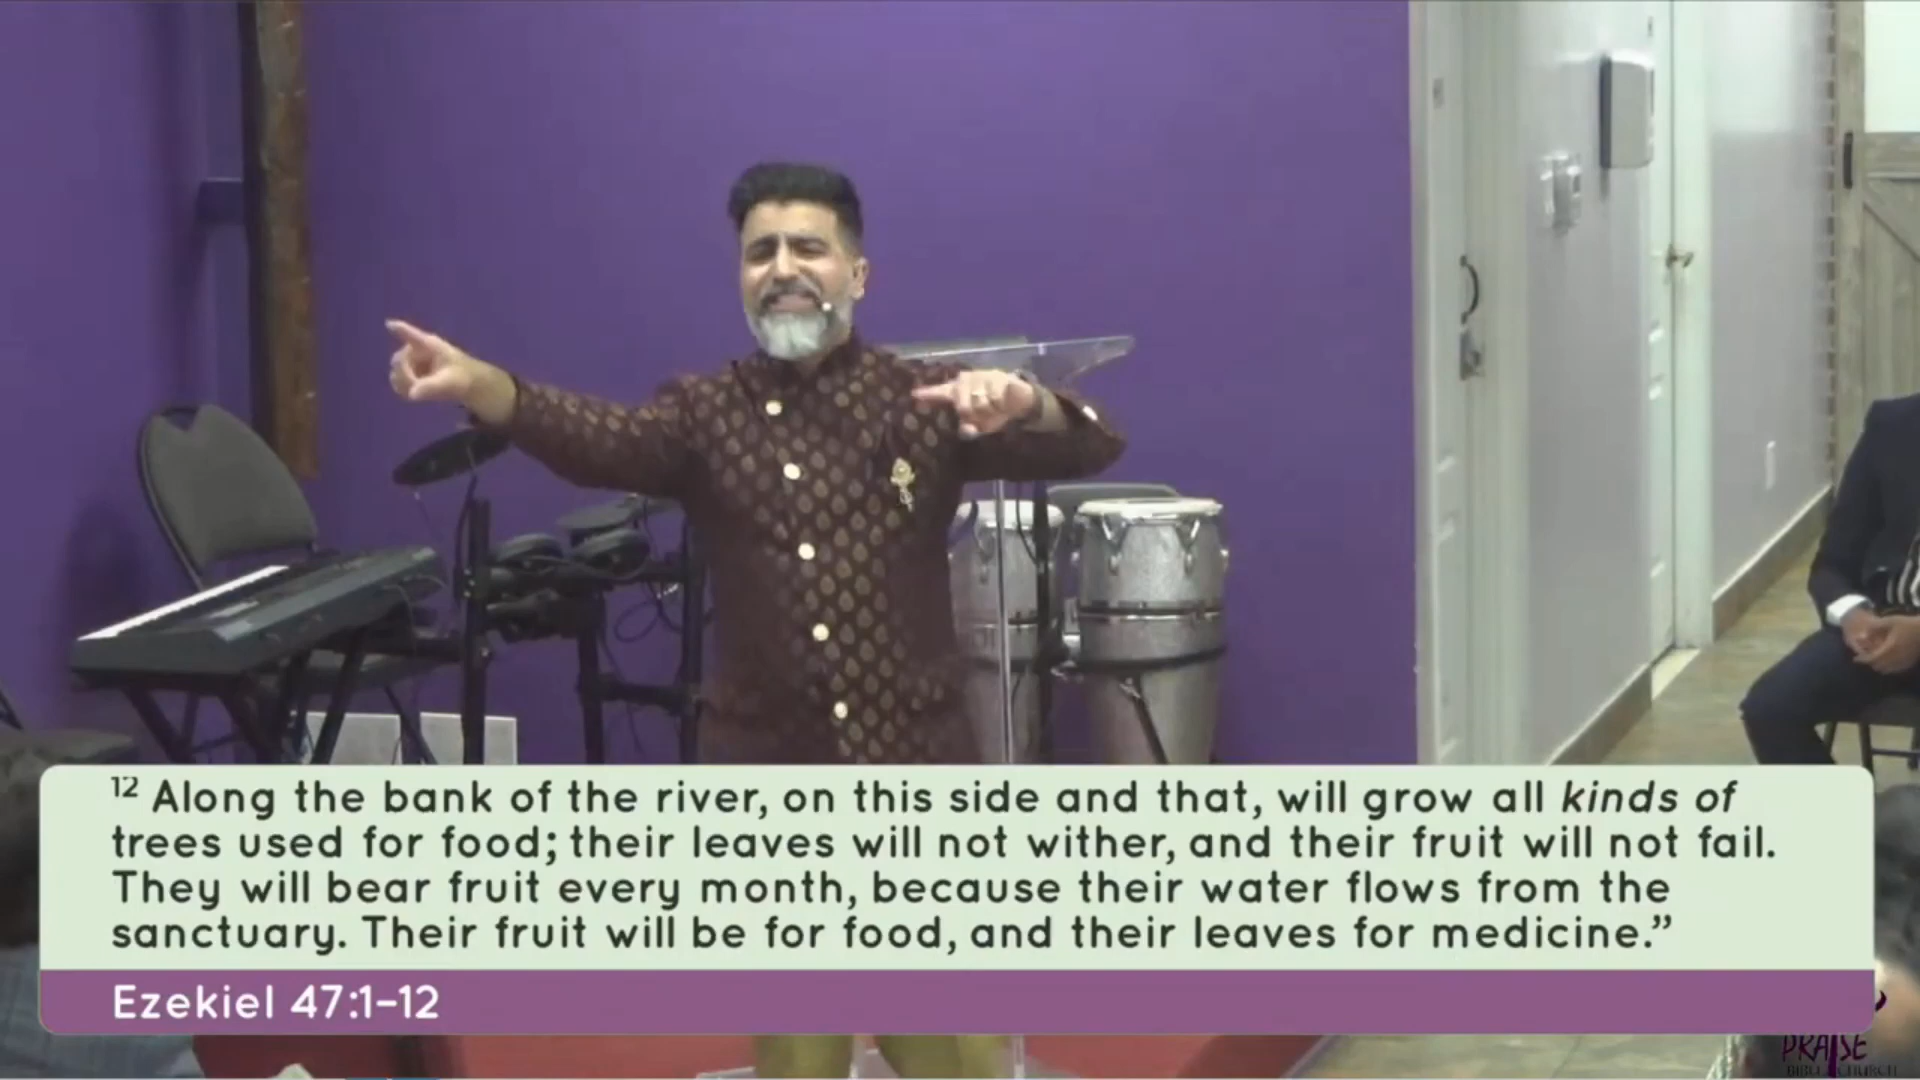 12 Along the bank of the river, on this side and that, will grow all kinds of
trees used for food; their leaves will not wither, and their fruit will not fail.
They will bear fruit every month, because their water flows from the
sanctuary. Their fruit will be for food, and their leaves for medicine.”
Ezekiel 47:1–12
PRAISE
BIBLE CHURCH